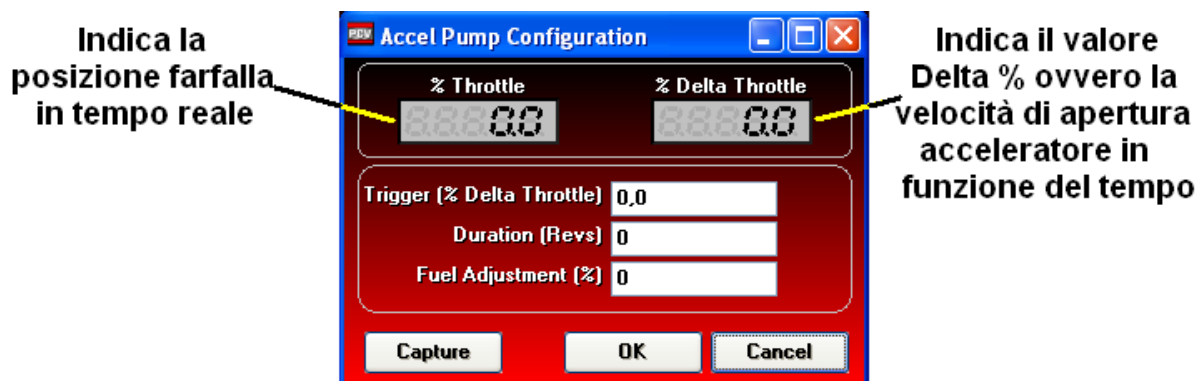 Indica la
posizione farfalla
in tempo reale
PCV Accel Pump Configuration
% Throttle
% Delta Throttle
0.0
0.0
Trigger (% Delta Throttle) 0,0
Duration (Revs) 0
Fuel Adjustment (%) 0
Capture
OK
Cancel
Indica il valore
Delta % ovvero la
velocità di apertura
acceleratore in
funzione del tempo